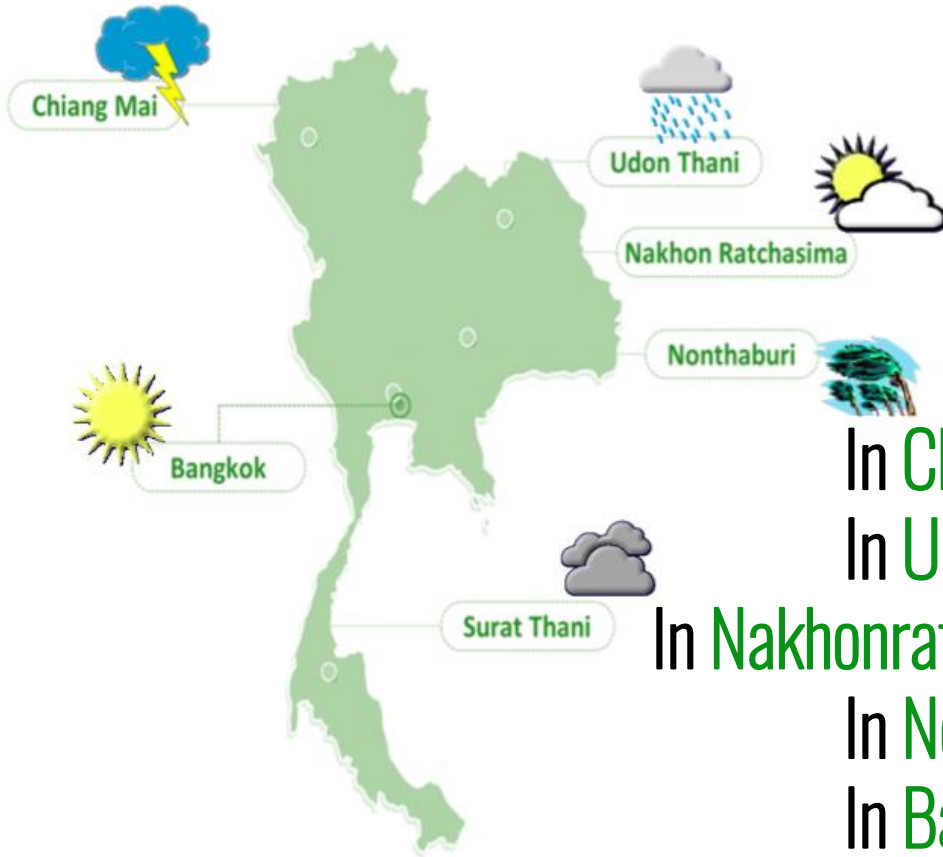 Chiang Mai
Udon Thani
Nakhon Ratchasima
Nonthaburi
Bangkok
Surat Thani
In
In
In
In
In